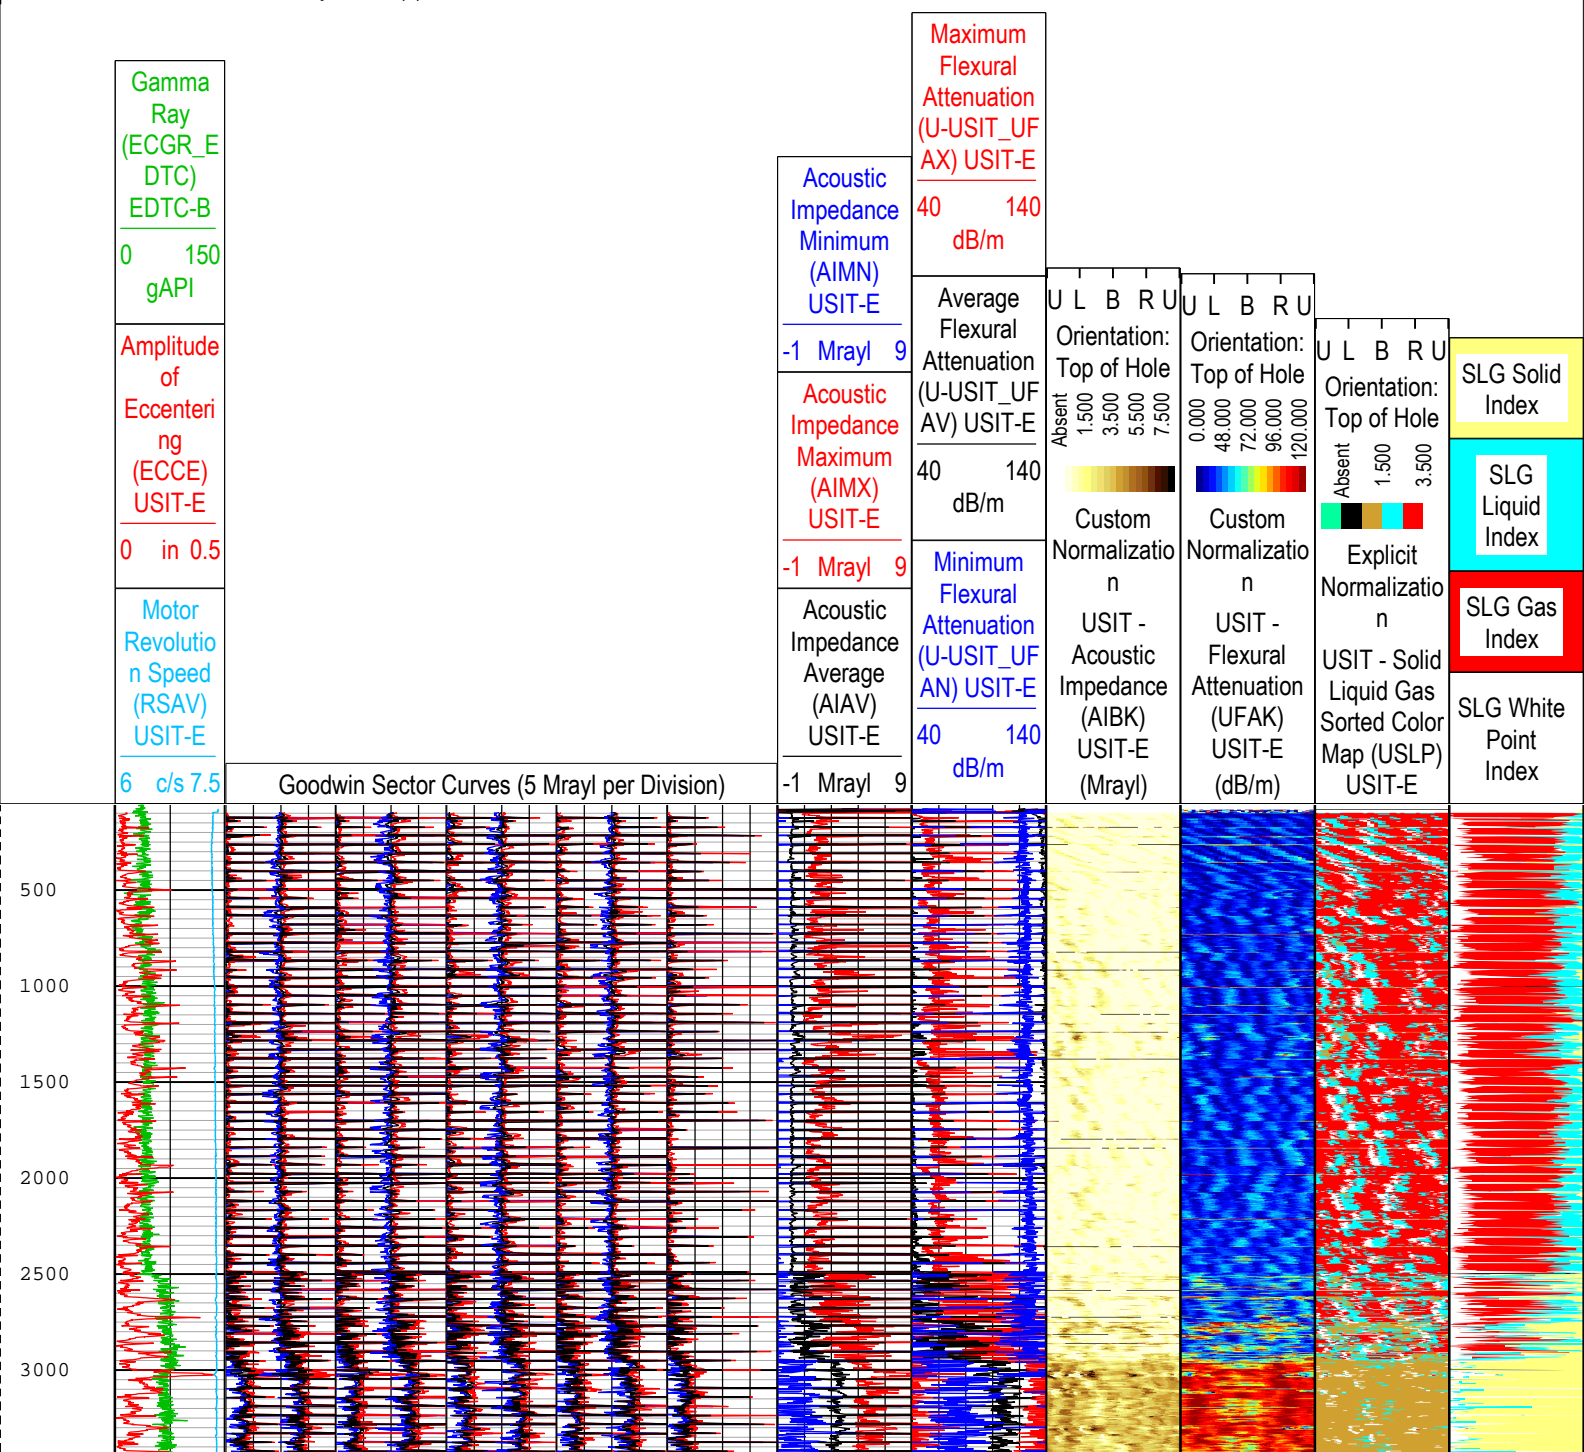 Gamma
Ray
(ECGR_E
DTC)
EDTC-B
0 150
gAPI
Amplitude
of
Eccenteri
ng
(ECCE)
USIT-E
0 in 0.5
Motor
Revolutio
n Speed
(RSAV)
USIT-E
6 c/s 7.5
Goodwin Sector Curves (5 Mrayl per Division)
Acoustic
Impedance
Minimum
(AIMN)
USIT-E
-1 Mrayl 9
Acoustic
Impedance
Maximum
(AIMX)
USIT-E
-1 Mrayl 9
Acoustic
Impedance
Average
(AIAV)
USIT-E
-1 Mrayl 9
Maximum
Flexural
Attenuation
(U-USIT_UF
AX) USIT-E
40 140
dB/m
Average
Flexural
Attenuation
(U-USIT_UF
AV) USIT-E
40 140
dB/m
Minimum
Flexural
Attenuation
(U-USIT_UF
AN) USIT-E
40 140
dB/m
U L B R U
Orientation:
Top of Hole
Absent
1.500
3.500
5.500
7.500
Custom
Normalizatio
n
USIT -
Acoustic
Impedance
(AIBK)
USIT-E
(Mrayl)
U L B R U
Orientation:
Top of Hole
0.000
48.000
72.000
96.000
120.000
Custom
Normalizatio
n
USIT -
Flexural
Attenuation
(UFAK)
USIT-E
(dB/m)
U L B R U
Orientation:
Top of Hole
Absent
1.500
3.500
Explicit
Normalizatio
n
USIT - Solid
Liquid Gas
Sorted Color
Map (USLP)
USIT-E
SLG Solid
Index
SLG
Liquid
Index
SLG Gas
Index
SLG White
Point
Index
500
1000
1500
2000
2500
3000